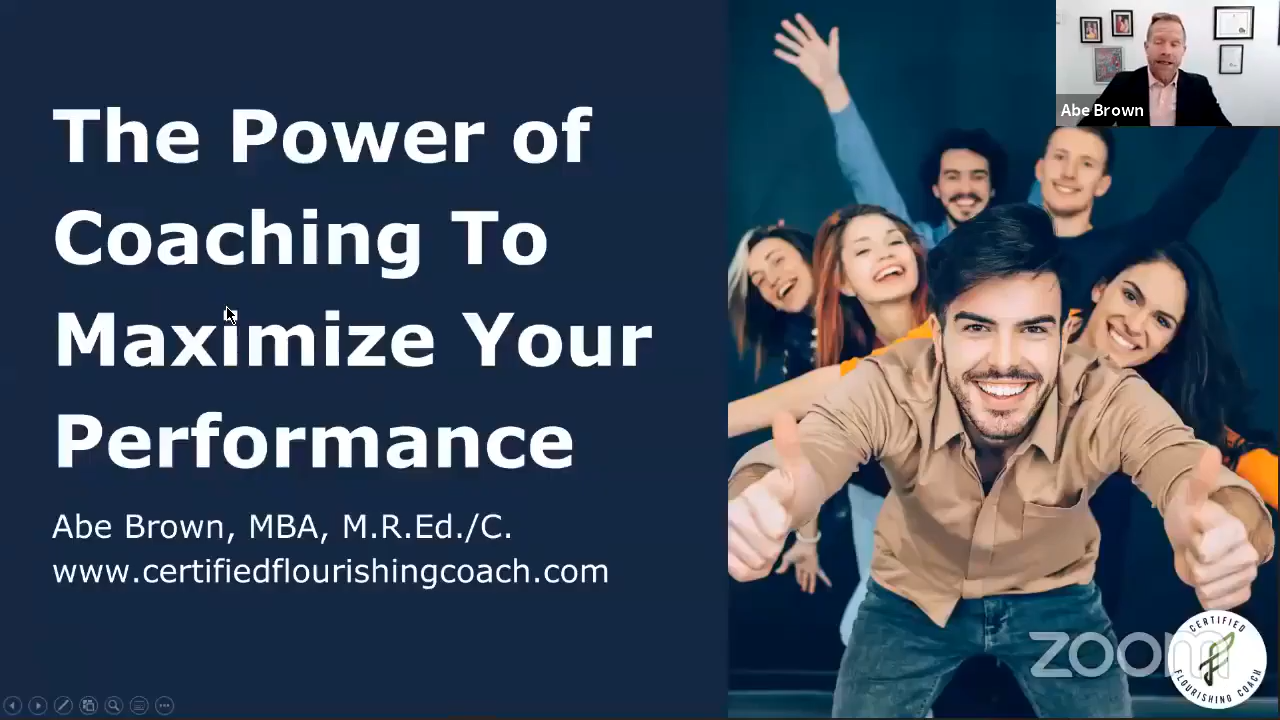 The Power of
Coaching To
Maximize Your
Performance
Abe Brown, MBA, M.R.Ed./C.
www.certifiedflourishingcoach.com
Abe Brown
zoom
CERTIFIED
FLOURISHING COACH